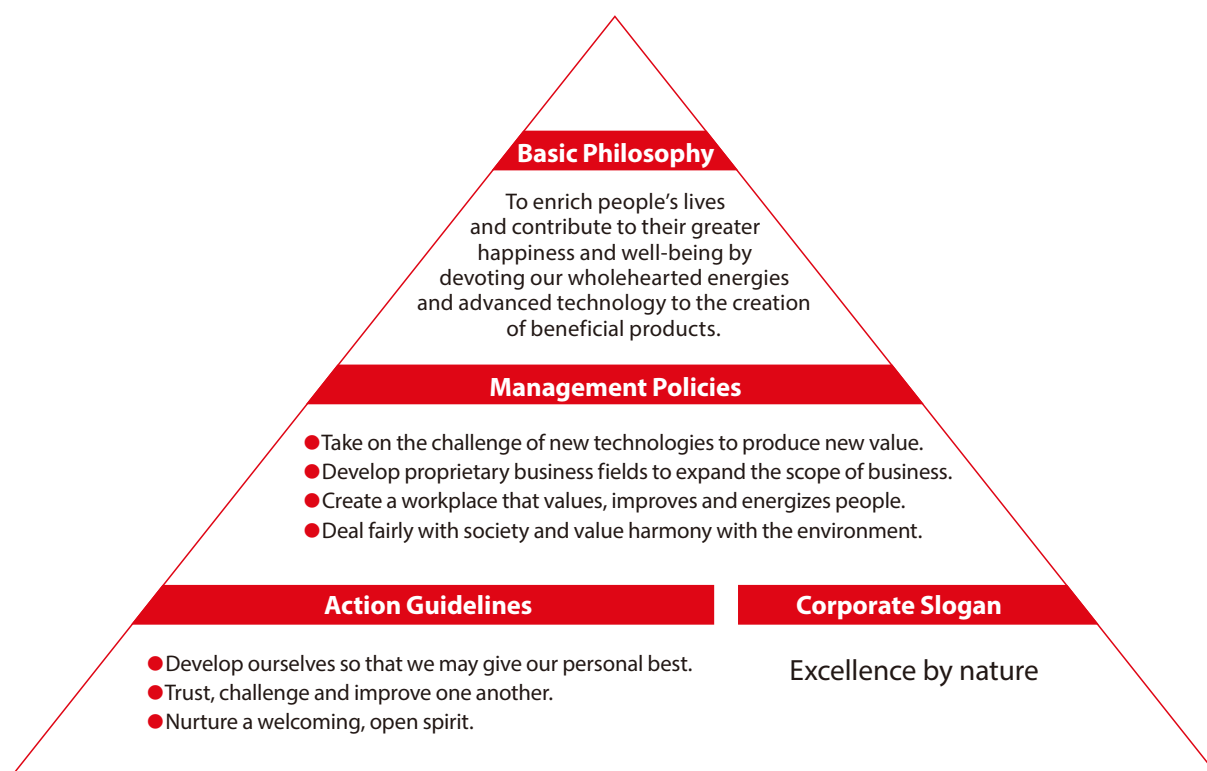 Basic Philosophy
To enrich people’s lives
and contribute to their greater
happiness and well-being by
devoting our wholehearted energies
and advanced technology to the creation
of beneficial products.
Management Policies
●Take on the challenge of new technologies to produce new value.
●Develop proprietary business fields to expand the scope of business.
●Create a workplace that values, improves and energizes people.
●Deal fairly with society and value harmony with the environment.
Action Guidelines
●Develop ourselves so that we may give our personal best.
●Trust, challenge and improve one another.
●Nurture a welcoming, open spirit.
Corporate Slogan
Excellence by nature